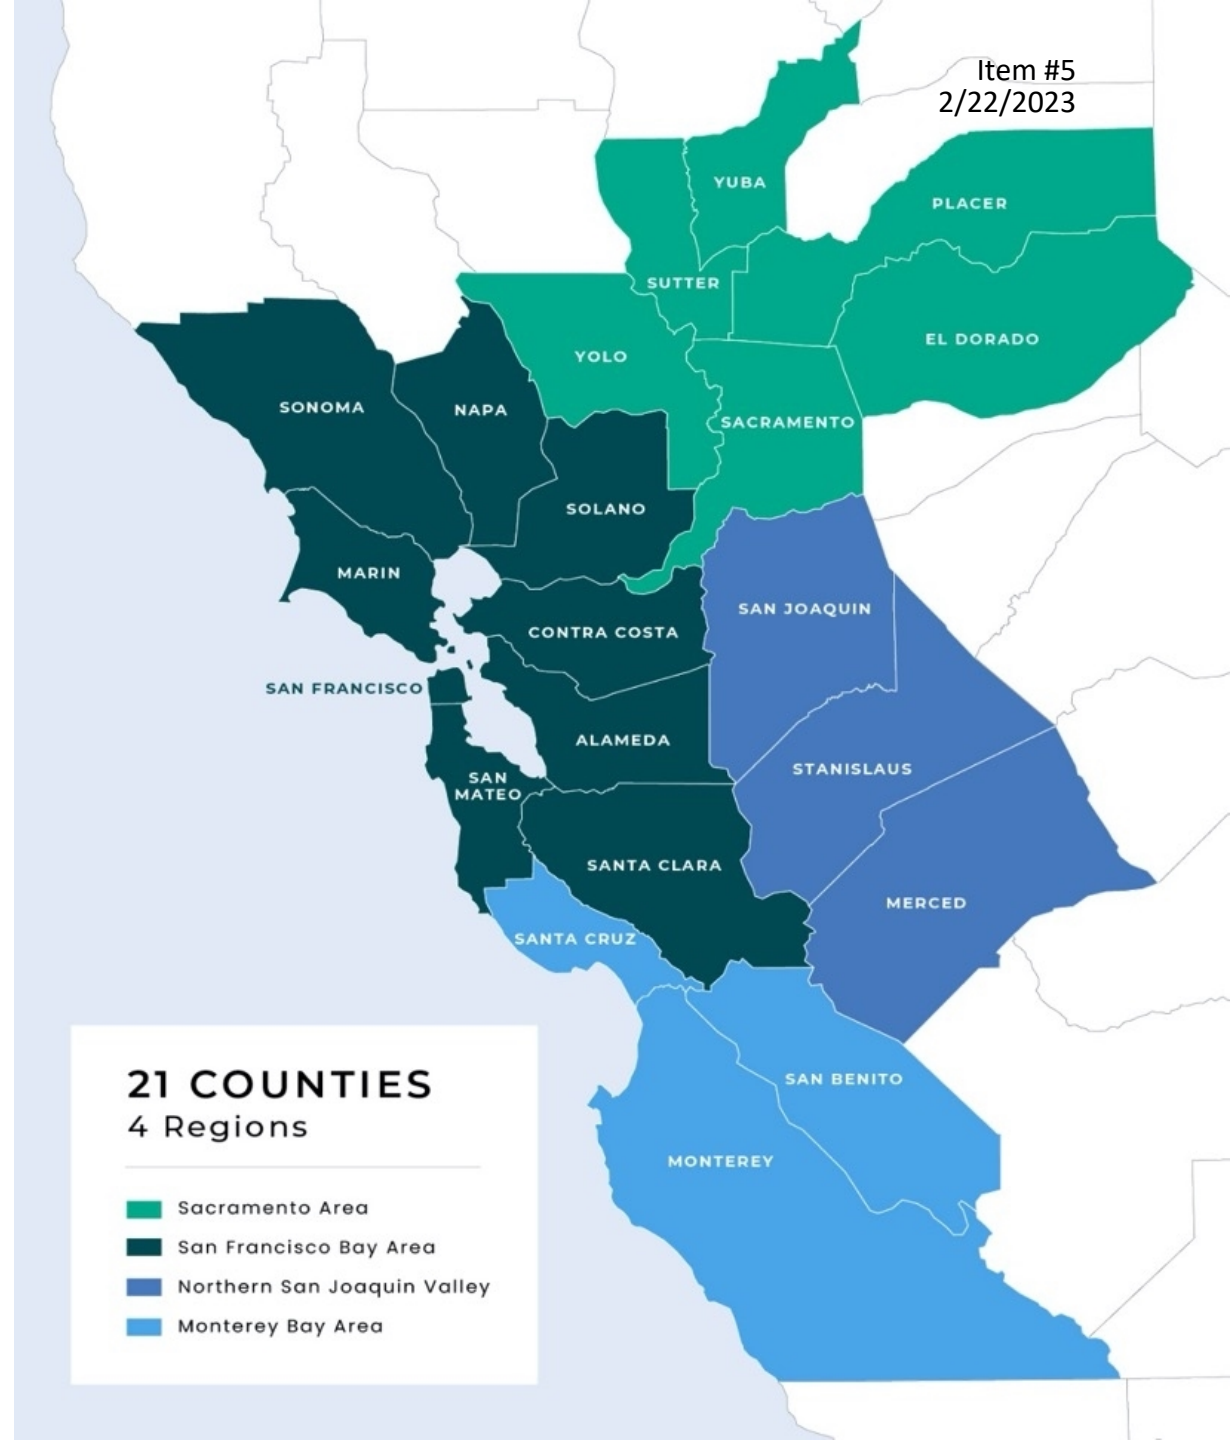 Item #5
2/22/2023
YUBA
PLACER
SUTTER
EL DORADO
YOLO
SONOMA
NAPA
SACRAMENTO
SOLANO
MARIN
SAN JOAQUIN
CONTRA COSTA
SAN FRANCISCO
ALAMEDA
STANISLAUS
SAN
MATEO
SANTA CLARA
MERCED
SANTA CRUZ
SAN BENITO
MONTEREY
21 COUNTIES
4 Regions
Sacramento Area
San Francisco Bay Area
Northern San Joaquin Valley
Monterey Bay Area